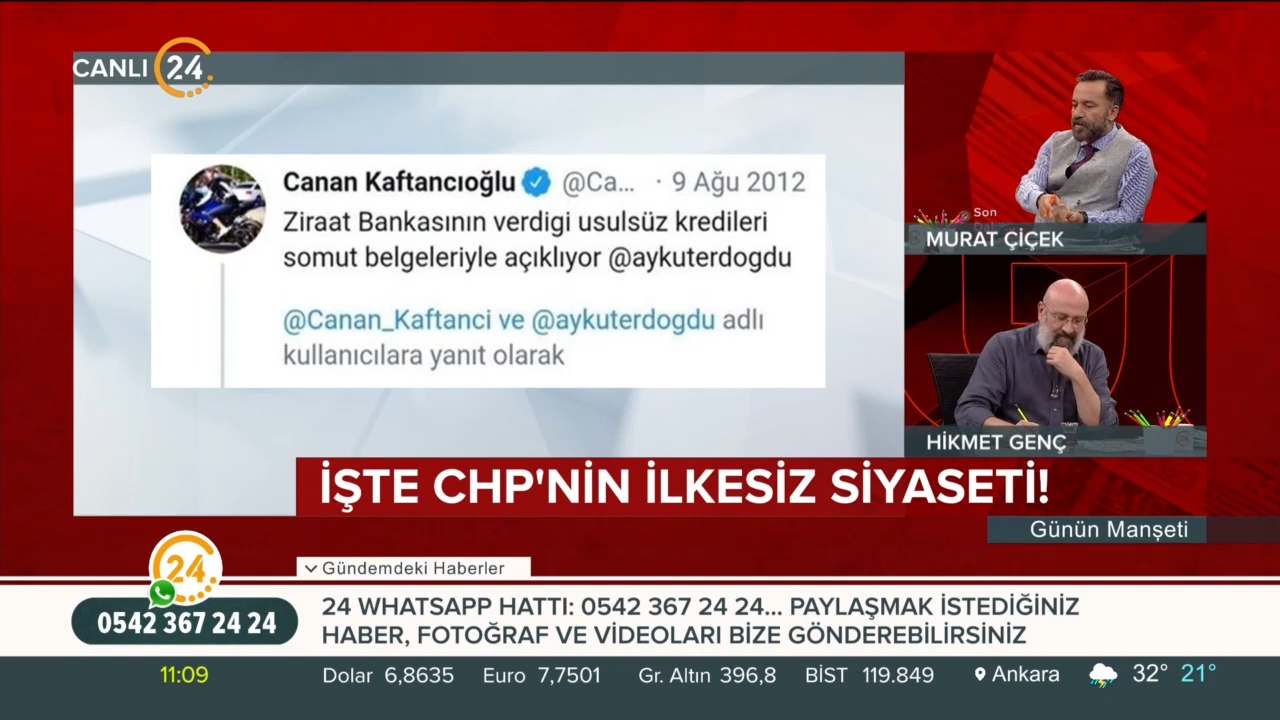 CANLI 24
Canan Kaftancıoğlu @Ca... · 9 Ağu 2012
Ziraat Bankasının verdigi usulsüz kredileri
somut belgeleriyle açıklıyor @aykuterdogdu
@Canan_Kaftanci ve @aykuterdogdu adlı
kullanıcılara yanıt olarak
Son
MURAT ÇİÇEK
HİKMET GENÇ
İŞTE CHP'NİN İLKESİZ SİYASETİ!
Günün Manşeti
Gündemdeki Haberler
24
0542 367 24 24
24 WHATSAPP HATTI: 0542 367 24 24... PAYLAŞMAK İSTEDİĞİNİZ
HABER, FOTOĞRAF VE VİDEOLARI BİZE GÖNDEREBİLİRSİNİZ
11:09 Dolar 6,8635 Euro 7,7501 Gr. Altın 396,8 BİST 119.849 Ankara 32° 21°